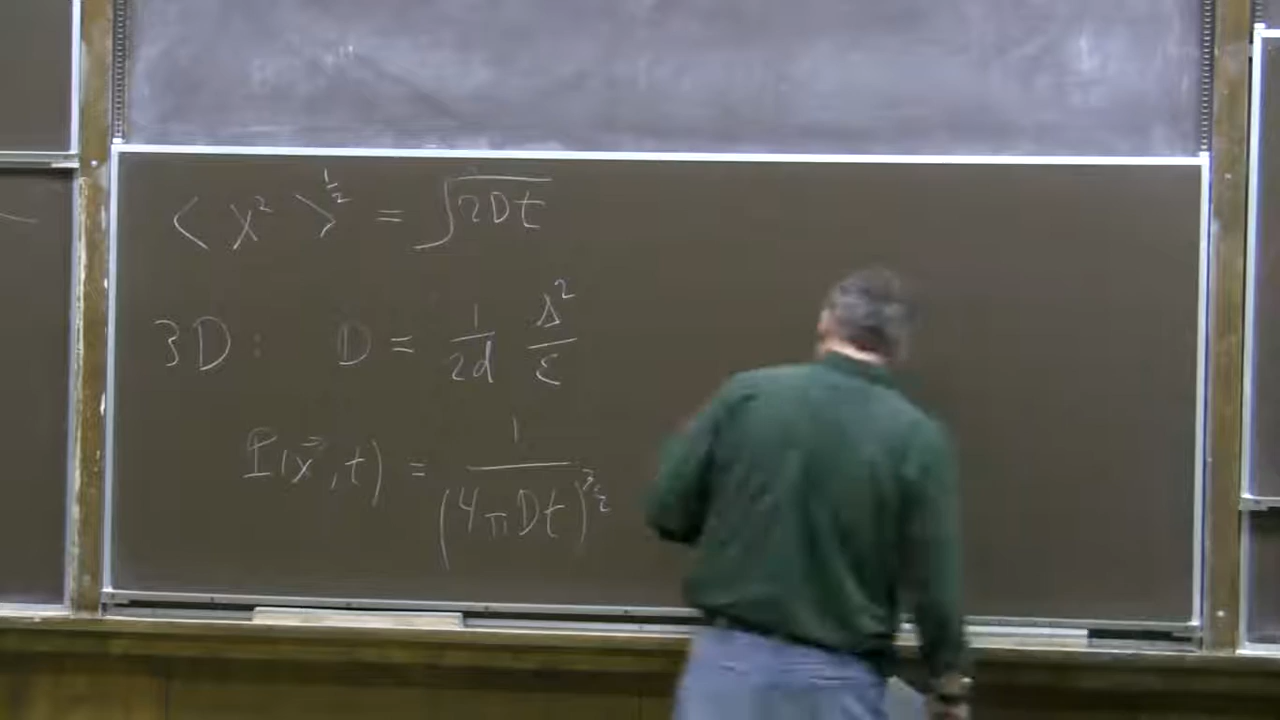 < x² >^½ = √2Dt
3D : D = 1/2d Δ²/ε
P(x⃗,t) = 1/(4πDt)^3/2